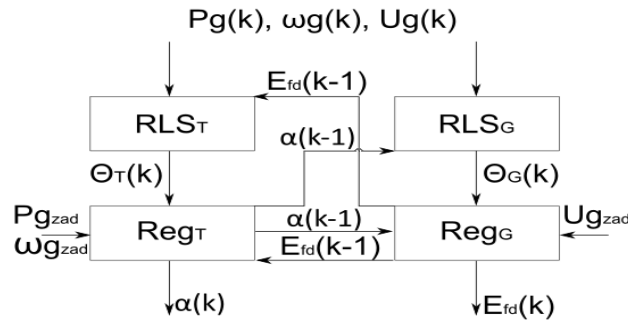 Pg(k), ωg(k), Ug(k)
Efd(k-1)
RLST
RLSG
α(k-1)
ΘT(k)
ΘG(k)
Pgzad
ωgzad
RegT
α(k-1)
Efd(k-1)
RegG
Ugzad
α(k)
Efd(k)